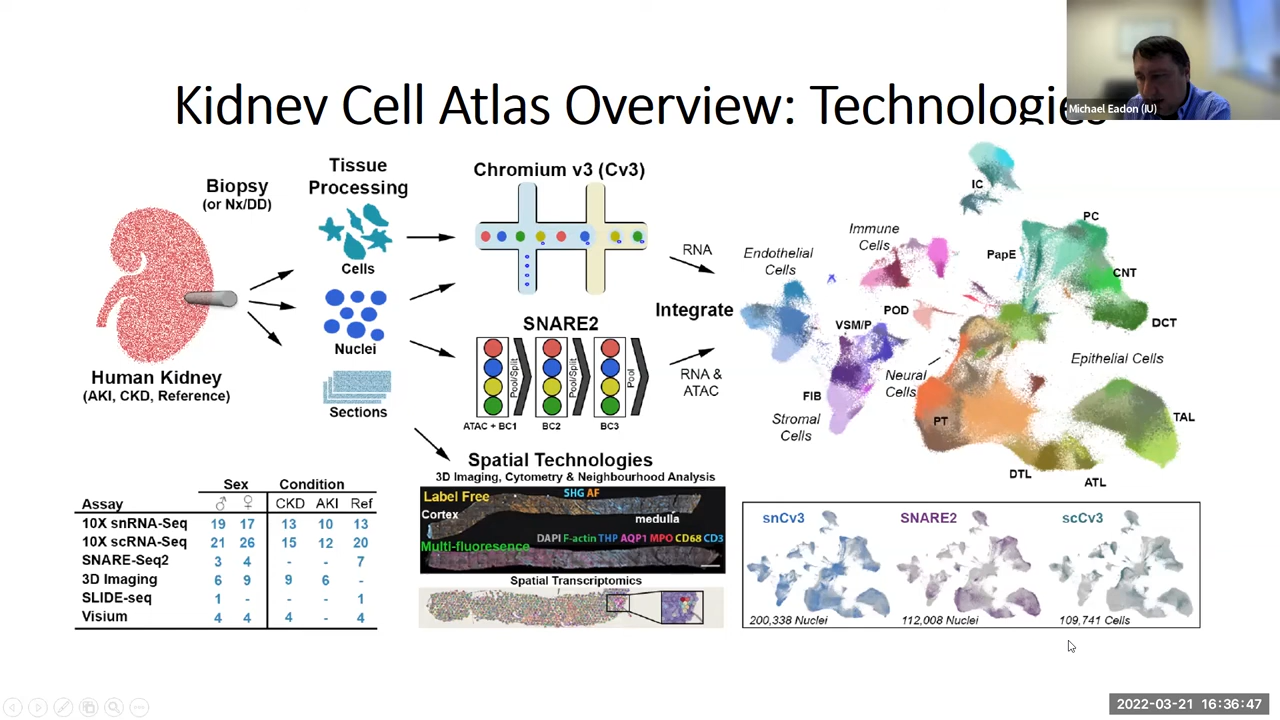 Kidney Cell Atlas Overview: Technologies
Michael Eadon (IU)
Biopsy
(or Nx/DD)
Human Kidney
(AKI, CKD, Reference)
Tissue
Processing
Cells
Nuclei
Sections
Chromium v3 (Cv3)
SNARE2
Pool/Split
Pool/Split
Pool
ATAC + BC1
BC2
BC3
RNA
Integrate
RNA &
ATAC
Spatial Technologies
3D Imaging, Cytometry & Neighbourhood Analysis
Label Free
SHG AF
Cortex
medulla
DAPI F-actin THP AQP1 MPO CD68 CD3
Multi-fluoresence
Spatial Transcriptomics
Sex Condition
Assay ♂ ♀ CKD AKI Ref
10X snRNA-Seq 19 17 13 10 13
10X scRNA-Seq 21 26 15 12 20
SNARE-Seq2 3 4 - - 7
3D Imaging 6 9 9 6 -
SLIDE-seq 1 - - - 1
Visium 4 4 4 - 4
IC
PC
Immune
Cells
PapE
Endothelial
Cells
CNT
POD
DCT
VSM/P
Epithelial Cells
Neural
Cells
FIB
Stromal
Cells
PT
TAL
DTL
ATL
snCv3
SNARE2
scCv3
200,338 Nuclei
112,008 Nuclei
109,741 Cells
2022-03-21 16:36:47